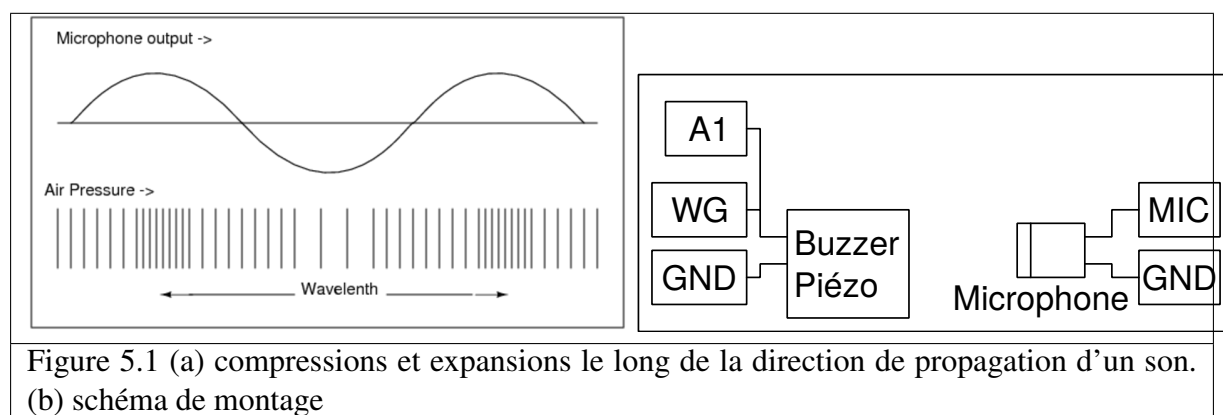 Microphone output ->
Air Pressure ->
Wavelenth
A1
WG
GND
Buzzer
Piézo
Microphone
MIC
GND
Figure 5.1 (a) compressions et expansions le long de la direction de propagation d'un son.
(b) schéma de montage